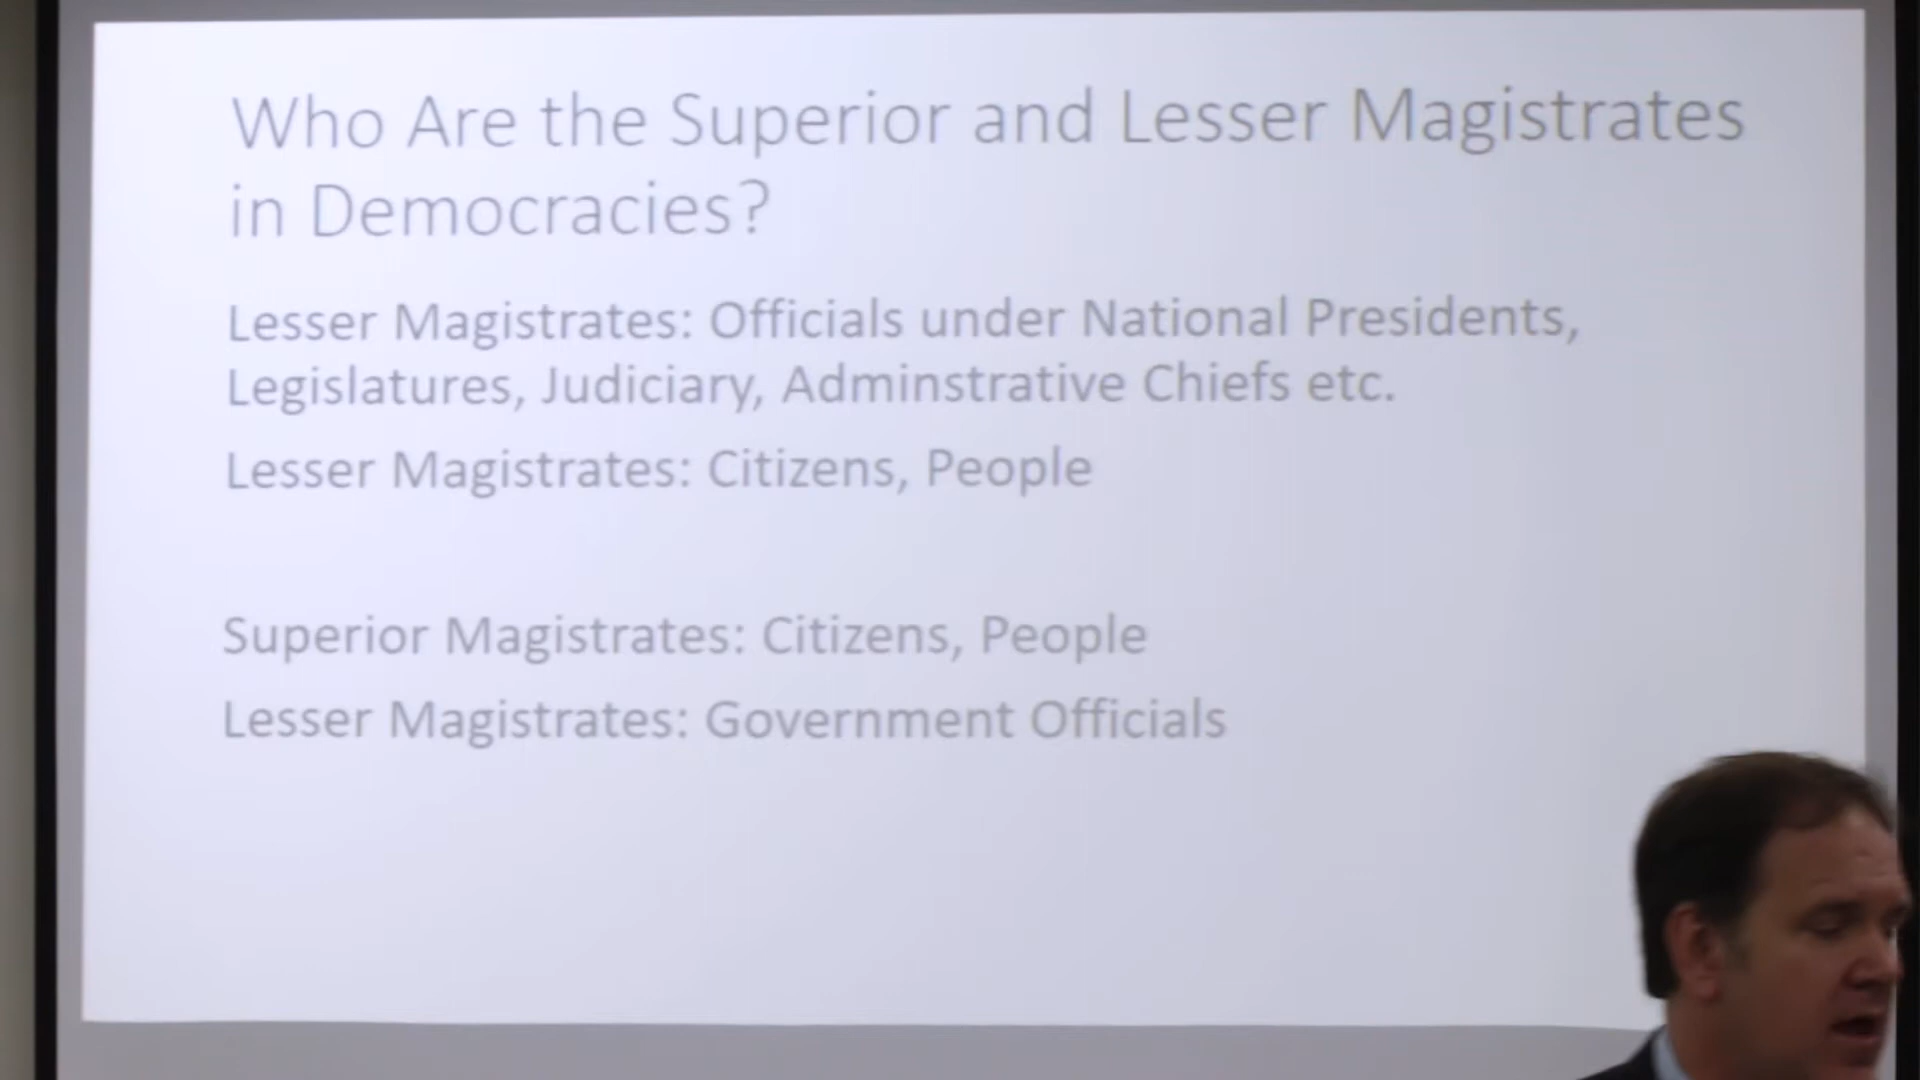 Who Are the Superior and Lesser Magistrates
in Democracies?
Lesser Magistrates: Officials under National Presidents,
Legislatures, Judiciary, Adminstrative Chiefs etc.
Lesser Magistrates: Citizens, People
Superior Magistrates: Citizens, People
Lesser Magistrates: Government Officials